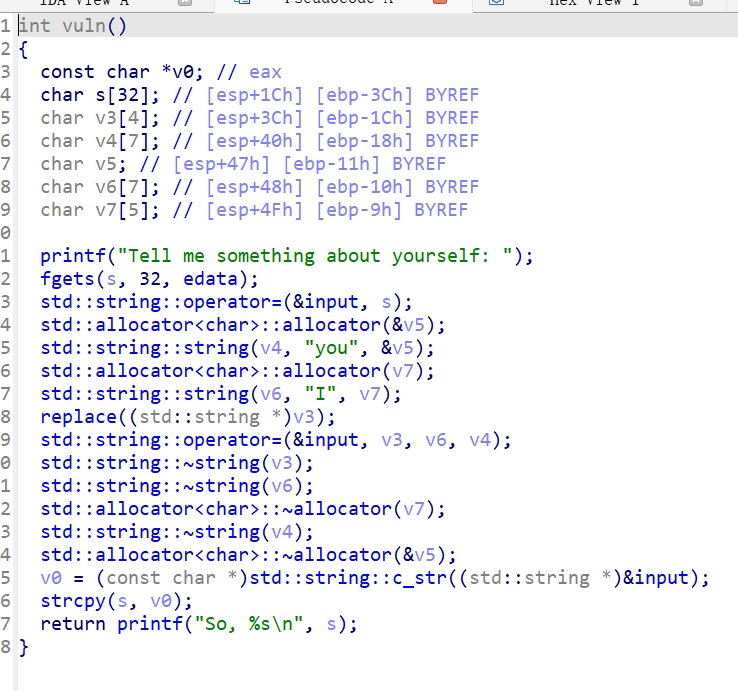 IDA View A Pseudocode A Hex View 1
1 int vuln()
2 {
3 const char *v0; // eax
4 char s[32]; // [esp+1Ch] [ebp-3Ch] BYREF
5 char v3[4]; // [esp+3Ch] [ebp-1Ch] BYREF
6 char v4[7]; // [esp+40h] [ebp-18h] BYREF
7 char v5; // [esp+47h] [ebp-11h] BYREF
8 char v6[7]; // [esp+48h] [ebp-10h] BYREF
9 char v7[5]; // [esp+4Fh] [ebp-9h] BYREF
0
1 printf("Tell me something about yourself: ");
2 fgets(s, 32, edata);
3 std::string::operator=(&input, s);
4 std::allocator<char>::allocator(&v5);
5 std::string::string(v4, "you", &v5);
6 std::allocator<char>::allocator(v7);
7 std::string::string(v6, "I", v7);
8 replace((std::string *)v3);
9 std::string::operator=(&input, v3, v6, v4);
0 std::string::~string(v3);
1 std::string::~string(v6);
2 std::allocator<char>::~allocator(v7);
3 std::string::~string(v4);
4 std::allocator<char>::~allocator(&v5);
5 v0 = (const char *)std::string::c_str((std::string *)&input);
6 strcpy(s, v0);
7 return printf("So, %s\n", s);
8 }